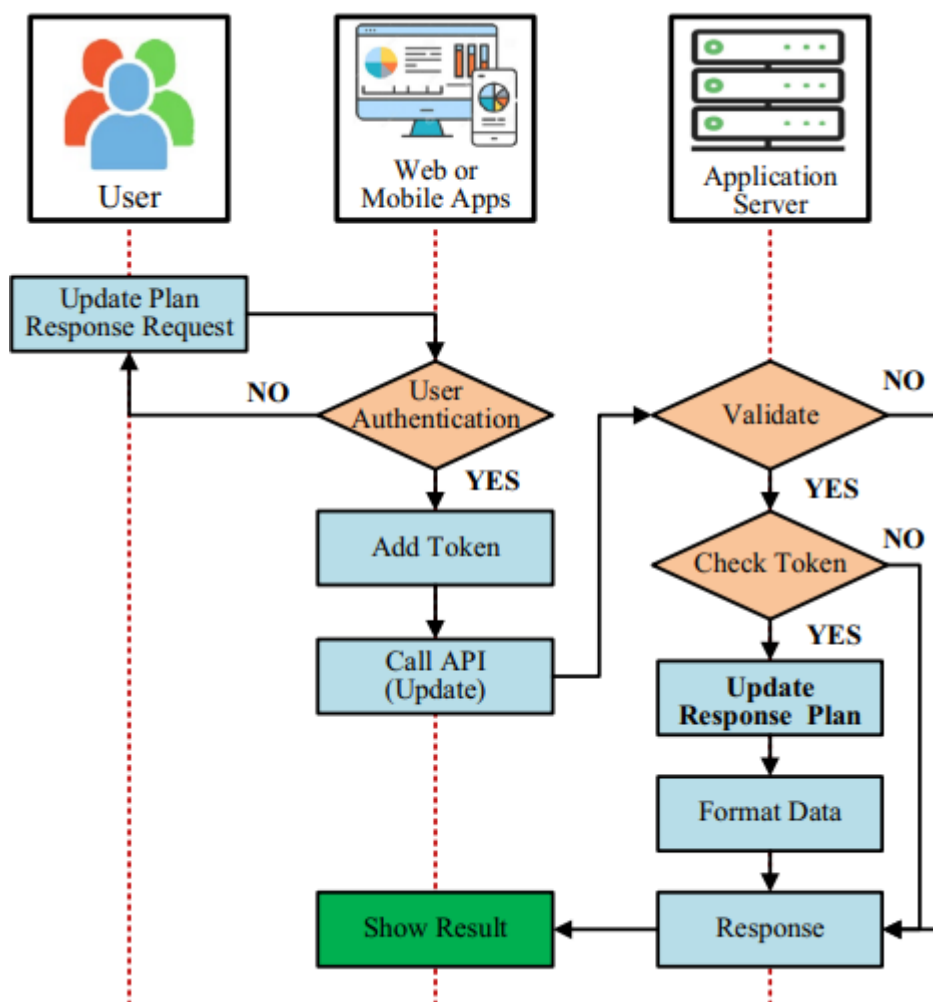 User
Web or
Mobile Apps
Application
Server
Update Plan
Response Request
NO
User
Authentication
YES
Add Token
Call API
(Update)
Validate
NO
YES
Check Token
NO
YES
Update
Response Plan
Format Data
Response
Show Result